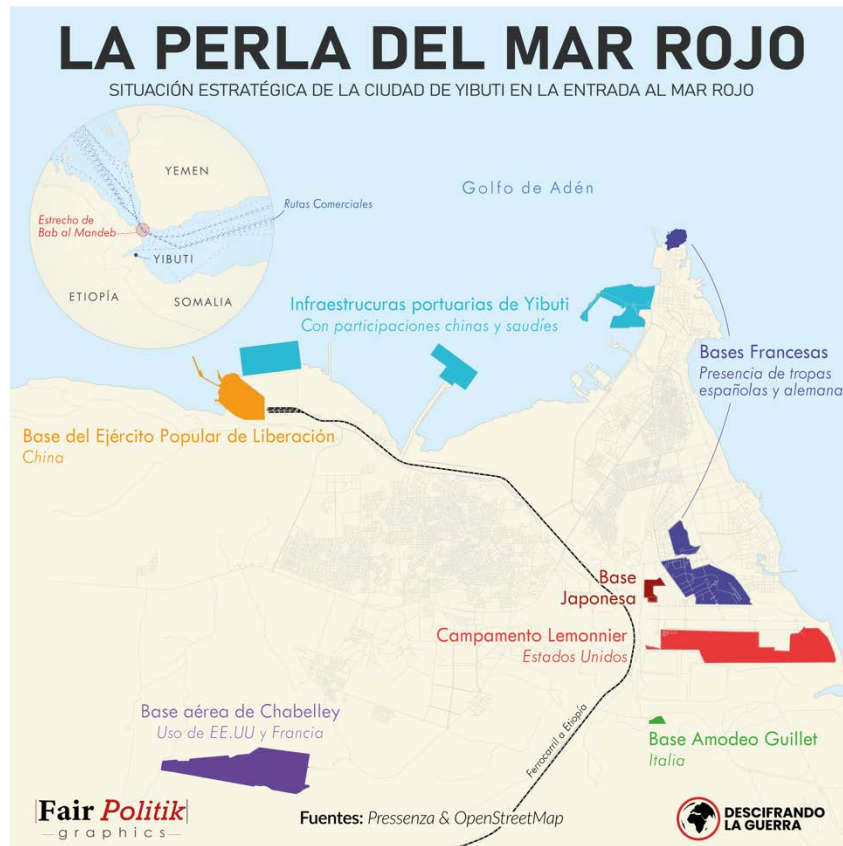 LA PERLA DEL MAR ROJO
SITUACIÓN ESTRATÉGICA DE LA CIUDAD DE YIBUTI EN LA ENTRADA AL MAR ROJO
YEMEN
Golfo de Adén
Rutas Comerciales
Estrecho de
Bab al Mandeb
YIBUTI
ETIOPÍA
SOMALIA
Infraestrucuras portuarias de Yibuti
Con participaciones chinas y saudíes
Bases Francesas
Presencia de tropas
españolas y alemana
Base del Ejército Popular de Liberación
China
Base
Japonesa
Campamento Lemonnier
Estados Unidos
Base aérea de Chabelley
Uso de EE.UU y Francia
Ferrocarril a Etiopía
Base Amodeo Guillet
Italia
Fair Politik
graphics
Fuentes: Pressenza & OpenStreetMap
DESCIFRANDO
LA GUERRA